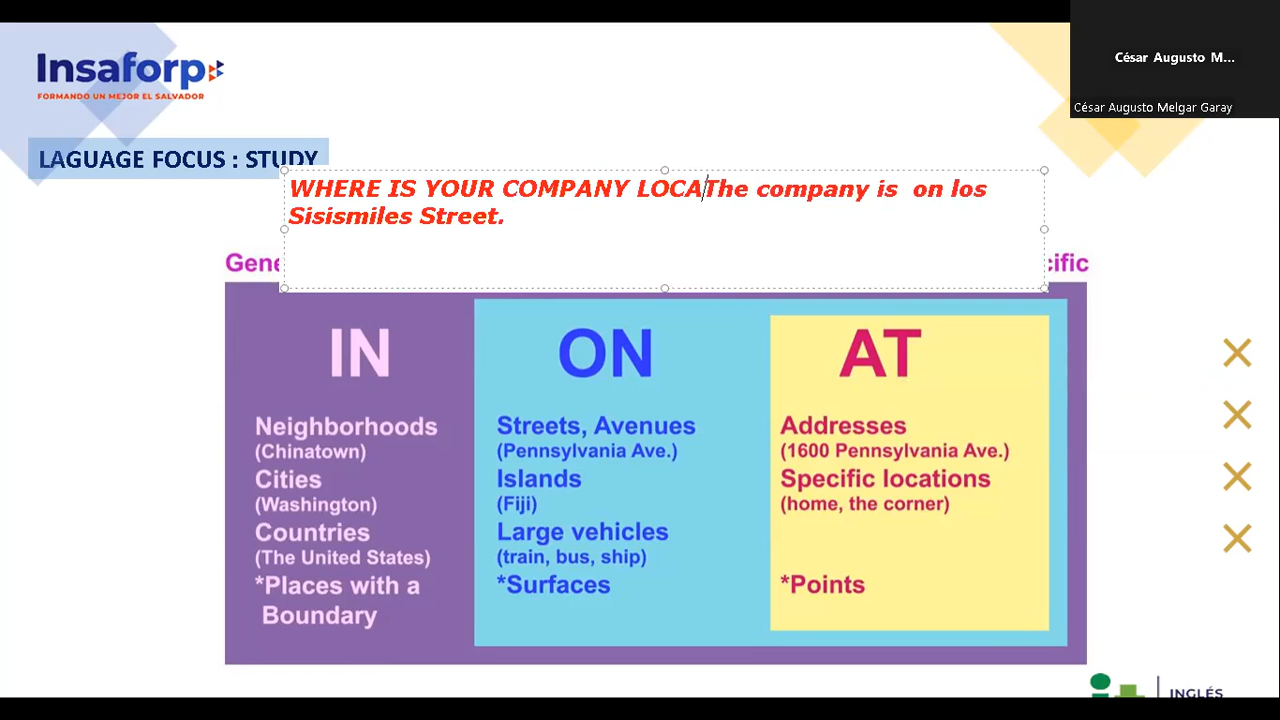 César Augusto M...
César Augusto Melgar Garay
Insaforp
FORMANDO UN MEJOR EL SALVADOR
LAGUAGE FOCUS : STUDY
WHERE IS YOUR COMPANY LOCAThe company is  on los
Sisismiles Street.
IN
Neighborhoods
(Chinatown)
Cities
(Washington)
Countries
(The United States)
*Places with a
Boundary
ON
Streets, Avenues
(Pennsylvania Ave.)
Islands
(Fiji)
Large vehicles
(train, bus, ship)
*Surfaces
AT
Addresses
(1600 Pennsylvania Ave.)
Specific locations
(home, the corner)
*Points
INGLÉS